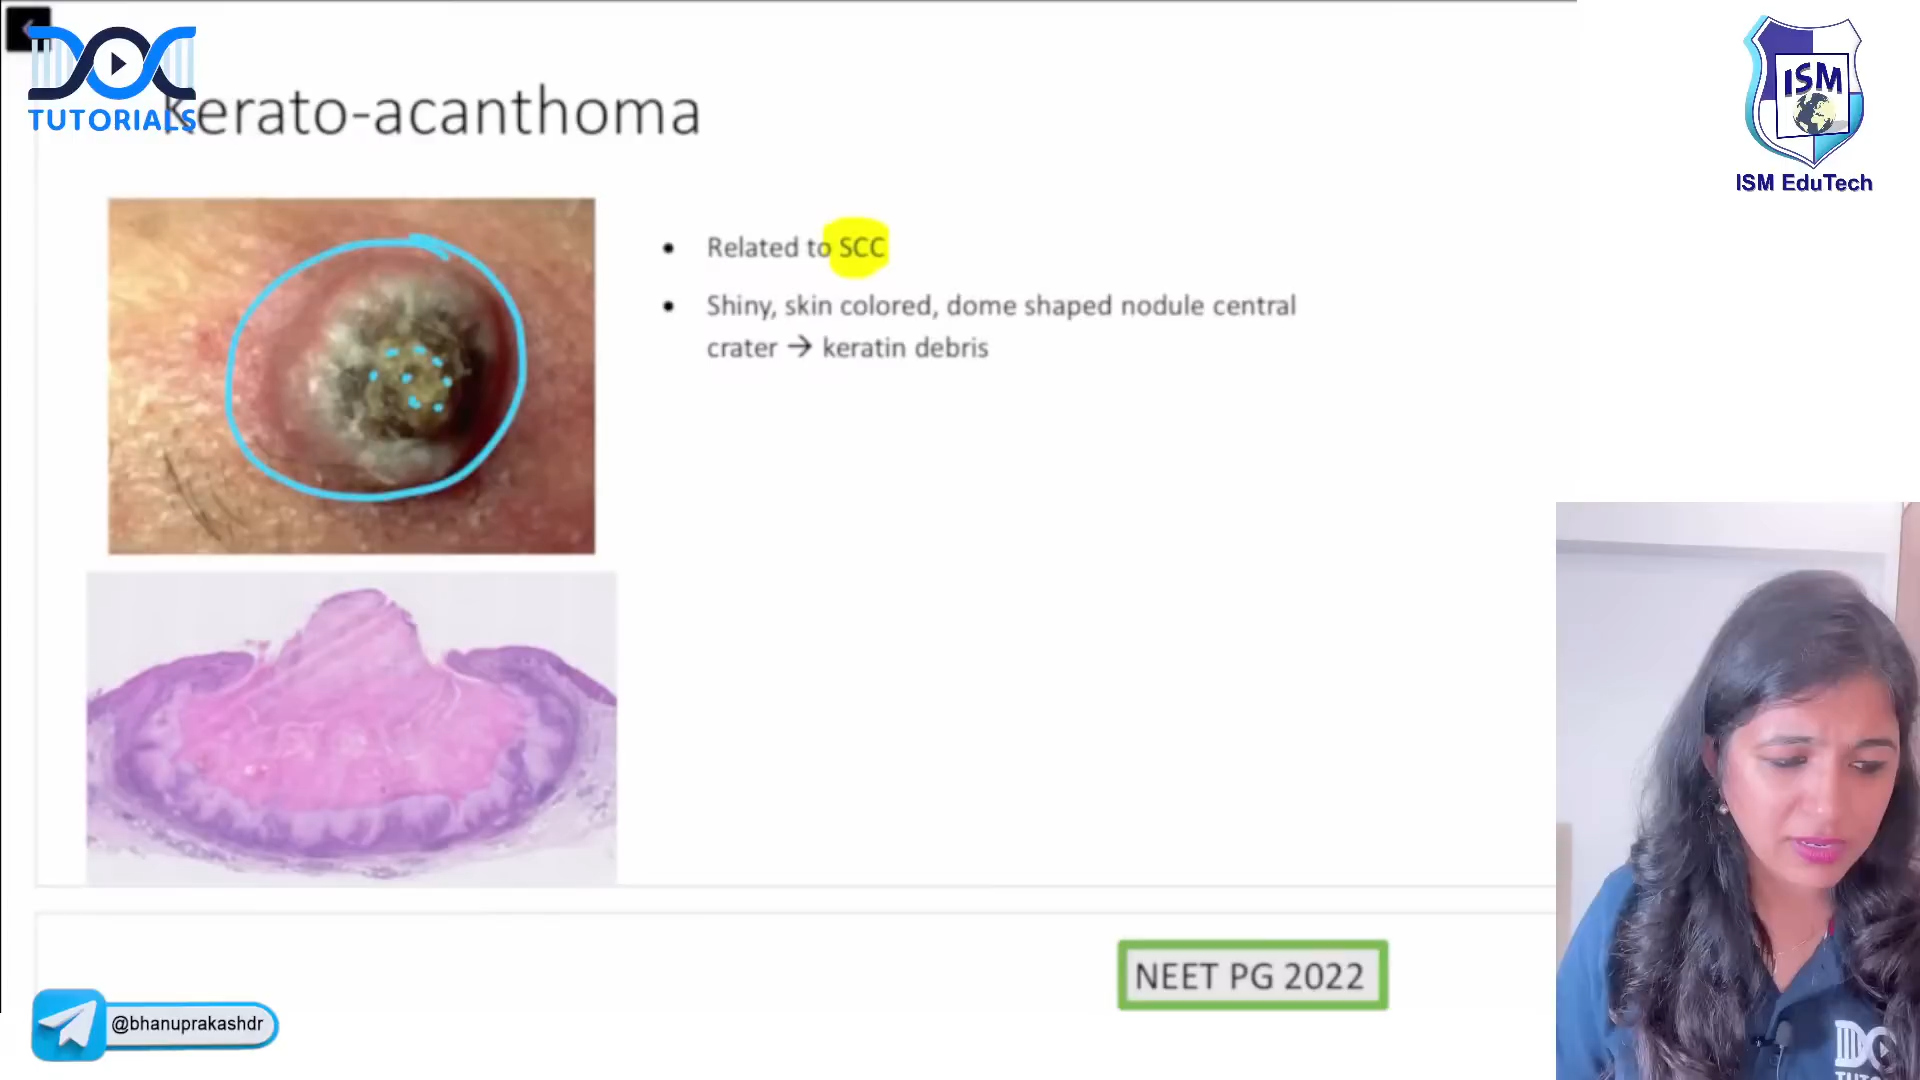 DOC
TUTORIALS
Kerato-acanthoma
ISM
ISM EduTech
• Related to SCC
• Shiny, skin colored, dome shaped nodule central
crater → keratin debris
NEET PG 2022
@bhanuprakashdr